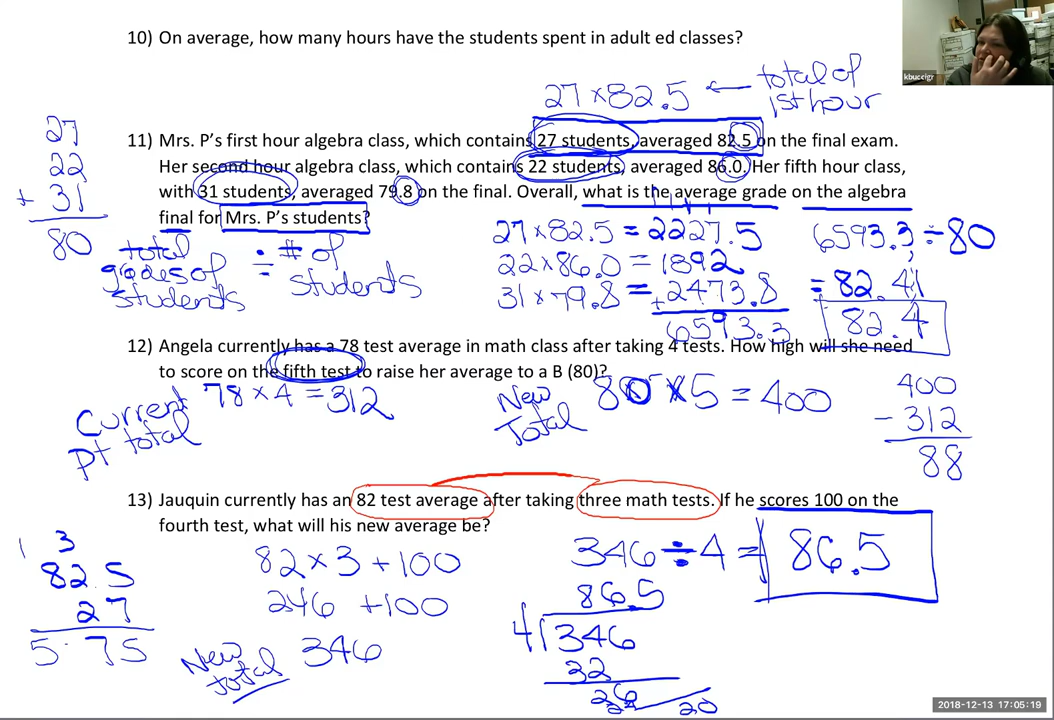 10) On average, how many hours have the students spent in adult ed classes?
27 × 82.5 ← total of
1st hour
11) Mrs. P's first hour algebra class, which contains 27 students, averaged 82.5 on the final exam.
Her second hour algebra class, which contains 22 students, averaged 86.0. Her fifth hour class,
with 31 students, averaged 79.8 on the final. Overall, what is the average grade on the algebra
final for Mrs. P's students?
27
22
+ 31
80
total
grades of
students
÷ # of
students
27 × 82.5 = 2227.5
22 × 86.0 = 1892
31 × 79.8 = +2473.8
6593.3
6593.3 ÷ 80
= 82.41
82.4
12) Angela currently has a 78 test average in math class after taking 4 tests. How high will she need
to score on the fifth test to raise her average to a B (80)?
Current
pt total
78 × 4 = 312
New
Total
80 × 5 = 400
400
- 312
88
13) Jauquin currently has an 82 test average after taking three math tests. If he scores 100 on the
fourth test, what will his new average be?
1 3
82.5
27
5 75
82 × 3 + 100
246 + 100
New
total
346
346 ÷ 4 = 86.5
86.5
4)346
32
26
24
20
kbuccigr
2018-12-13 17:05:19